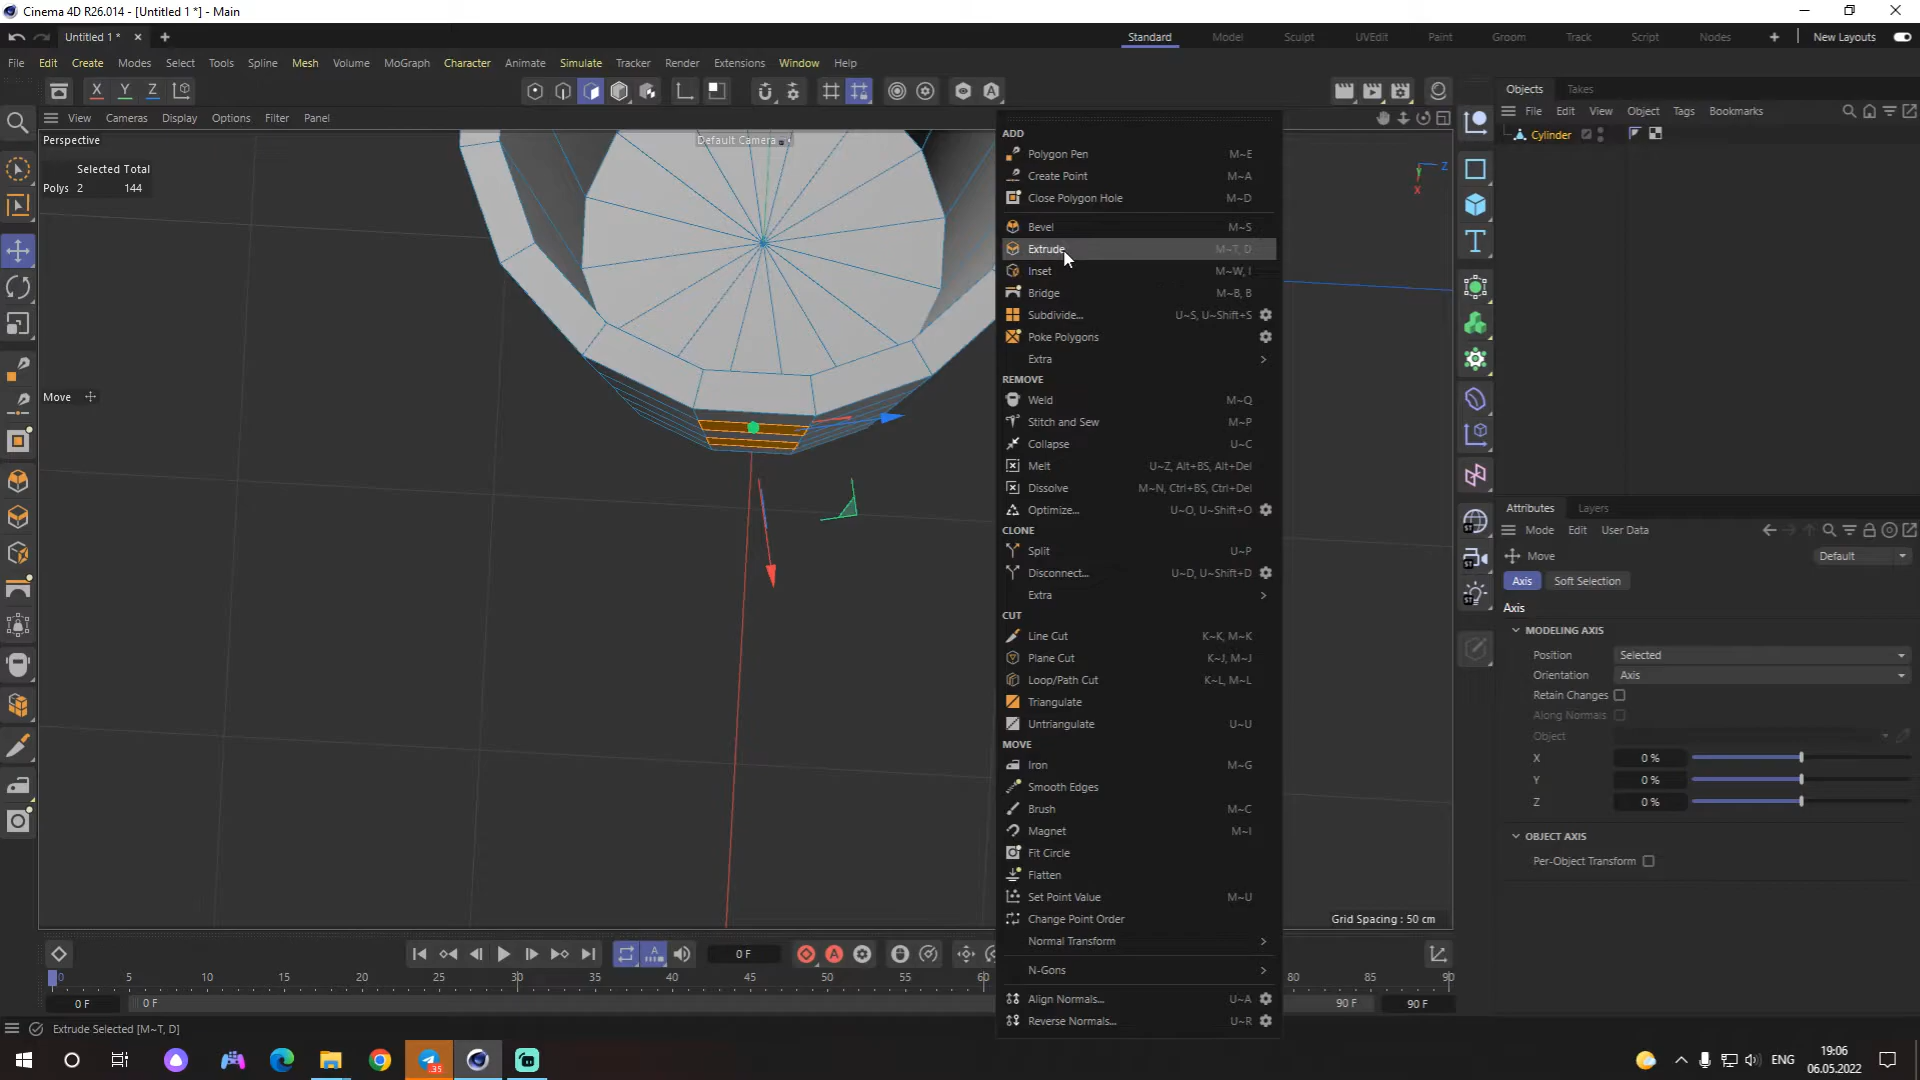 Cinema 4D R26.014 - [Untitled 1 *] - Main
Untitled 1 *
Standard Model Sculpt UVEdit Paint Groom Track Script Nodes New Layouts
File Edit Create Modes Select Tools Spline Mesh Volume MoGraph Character Animate Simulate Tracker Render Extensions Window Help
X Y Z
View Cameras Display Options Filter Panel
Perspective
Default Camera
Selected Total
Polys 2 144
Move
Y
Z
X
ADD
Polygon Pen M~E
Create Point M~A
Close Polygon Hole M~D
Bevel M~S
Extrude M~T, D
Inset M~W, I
Bridge M~B, B
Subdivide... U~S, U~Shift+S
Poke Polygons
Extra
REMOVE
Weld M~Q
Stitch and Sew M~P
Collapse U~C
Melt U~Z, Alt+BS, Alt+Del
Dissolve M~N, Ctrl+BS, Ctrl+Del
Optimize... U~O, U~Shift+O
CLONE
Split U~P
Disconnect... U~D, U~Shift+D
Extra
CUT
Line Cut K~K, M~K
Plane Cut K~J, M~J
Loop/Path Cut K~L, M~L
Triangulate
Untriangulate U~U
MOVE
Iron M~G
Smooth Edges
Brush M~C
Magnet M~I
Fit Circle
Flatten
Set Point Value M~U
Change Point Order
Normal Transform
N-Gons
Align Normals... U~A
Reverse Normals... U~R
Grid Spacing : 50 cm
Objects Takes
File Edit View Object Tags Bookmarks
Cylinder
Attributes Layers
Mode Edit User Data
Move Default
Axis Soft Selection
Axis
MODELING AXIS
Position Selected
Orientation Axis
Retain Changes
Along Normals
Object
X 0 %
Y 0 %
Z 0 %
OBJECT AXIS
Per-Object Transform
0 F
0 5 10 15 20 25 30 35 40 45 50 55 60 80 85 90
0 F 0 F 90 F 90 F
Extrude Selected [M~T, D]
35
ENG
19:06
06.05.2022